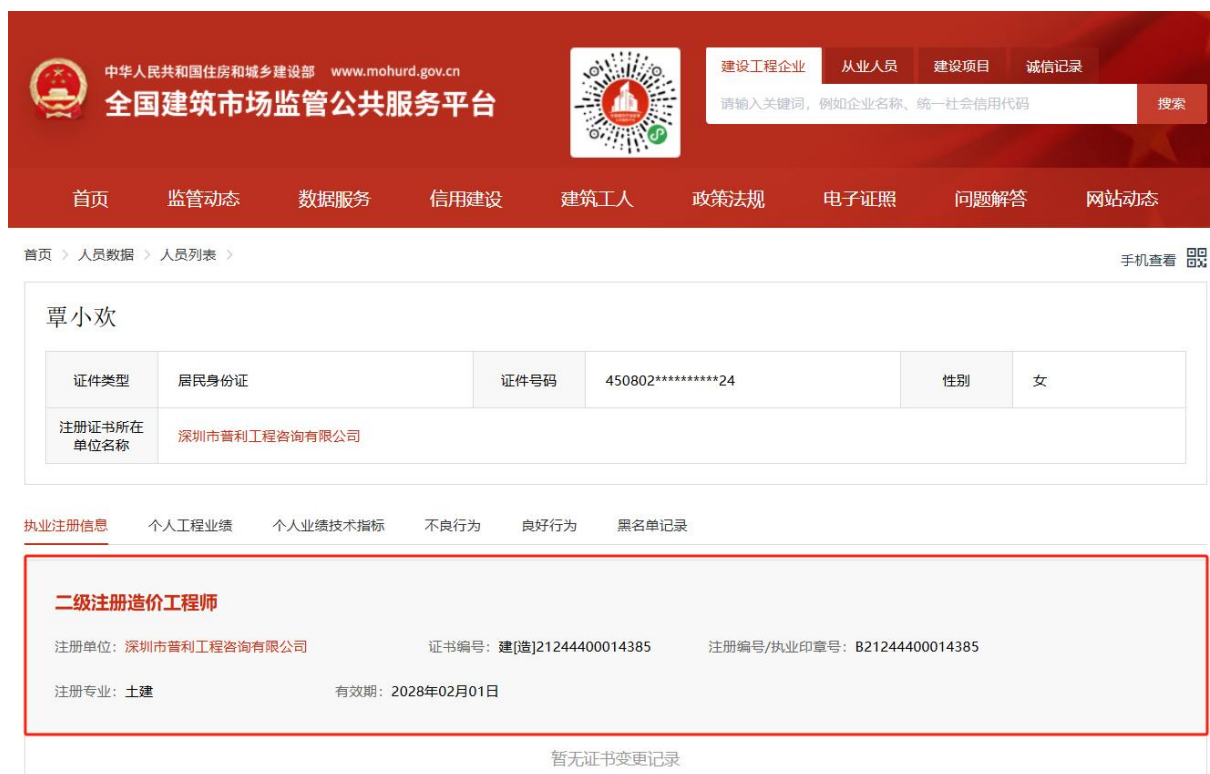 中华人民共和国住房和城乡建设部 www.mohurd.gov.cn
全国建筑市场监管公共服务平台
建设工程企业 从业人员 建设项目 诚信记录
请输入关键词，例如企业名称、统一社会信用代码 搜索
首页 监管动态 数据服务 信用建设 建筑工人 政策法规 电子证照 问题解答 网站动态
首页 > 人员数据 > 人员列表 >
手机查看
覃小欢
证件类型 居民身份证 证件号码 450802**********24 性别 女
注册证书所在
单位名称
深圳市普利工程咨询有限公司
执业注册信息 个人工程业绩 个人业绩技术指标 不良行为 良好行为 黑名单记录
二级注册造价工程师
注册单位：深圳市普利工程咨询有限公司 证书编号：建[造]21244400014385 注册编号/执业印章号：B21244400014385
注册专业：土建 有效期：2028年02月01日
暂无证书变更记录